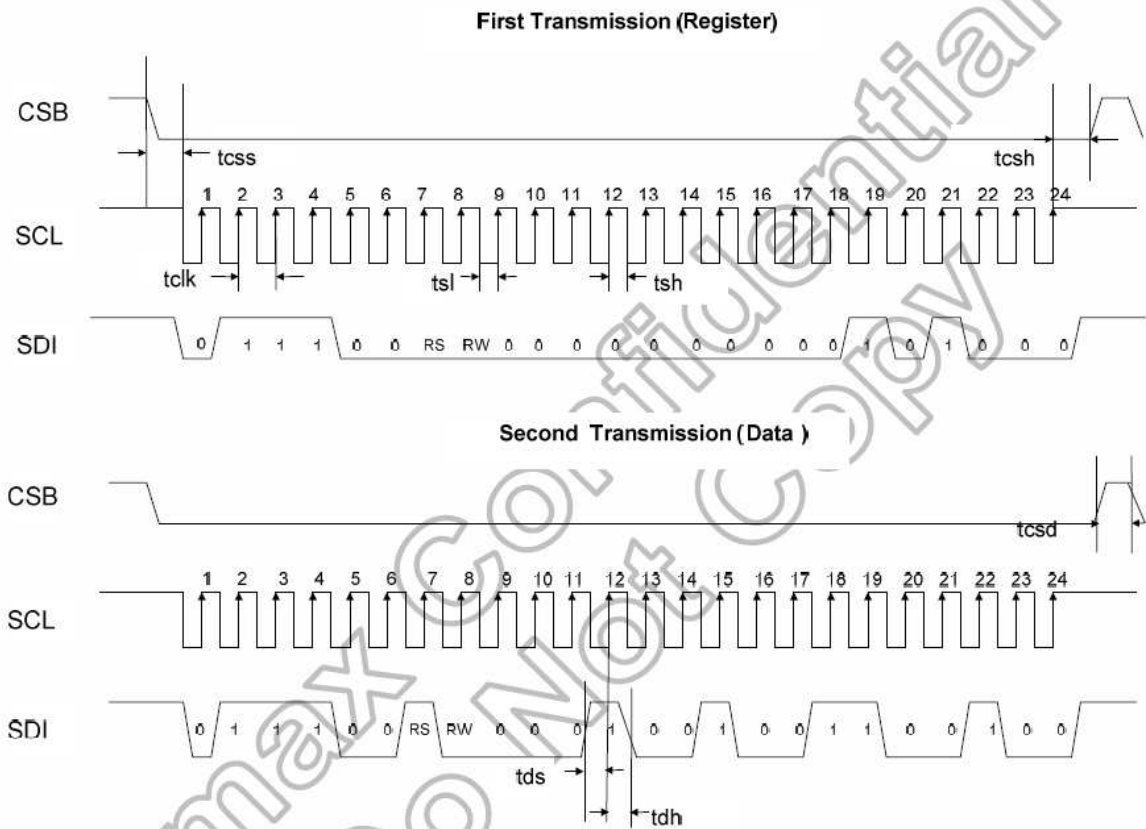 First Transmission (Register)
CSB
tcss
tcsh
1 2 3 4 5 6 7 8 9 10 11 12 13 14 15 16 17 18 19 20 21 22 23 24
SCL
tclk
tsl
tsh
SDI
0 1 1 1 0 0 RS RW 0 0 0 0 0 0 0 0 0 0 1 0 1 0 0 0
Second Transmission (Data )
CSB
tcsd
1 2 3 4 5 6 7 8 9 10 11 12 13 14 15 16 17 18 19 20 21 22 23 24
SCL
SDI
0 1 1 1 0 0 RS RW 0 0 0 1 0 0 1 0 0 1 1 0 0 1 0 0
tds
tdh
max Confidential
Do Not Copy